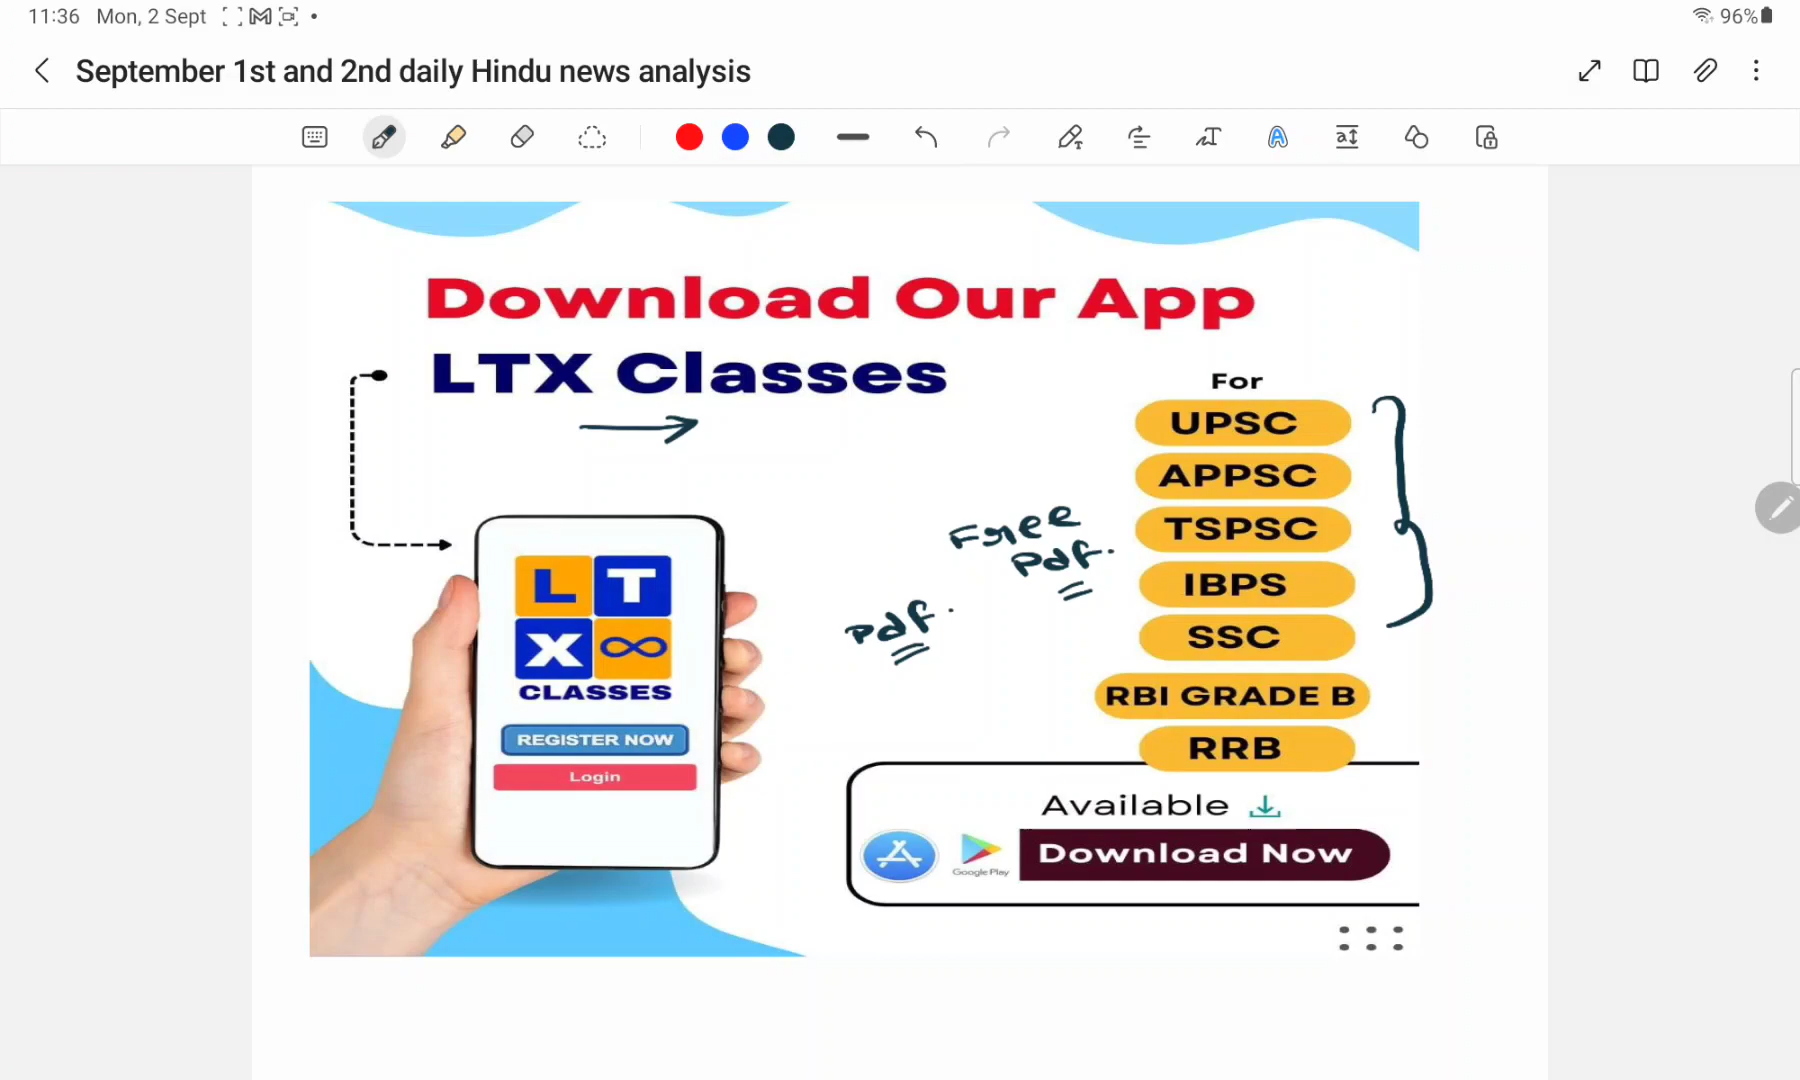 11:36 Mon, 2 Sept
96%
September 1st and 2nd daily Hindu news analysis
Download Our App
LTX Classes
For
UPSC
APPSC
TSPSC
IBPS
SSC
RBI GRADE B
RRB
Free
Pdf.
Pdf.
L T
X ∞
CLASSES
REGISTER NOW
Login
Available
Google Play
Download Now